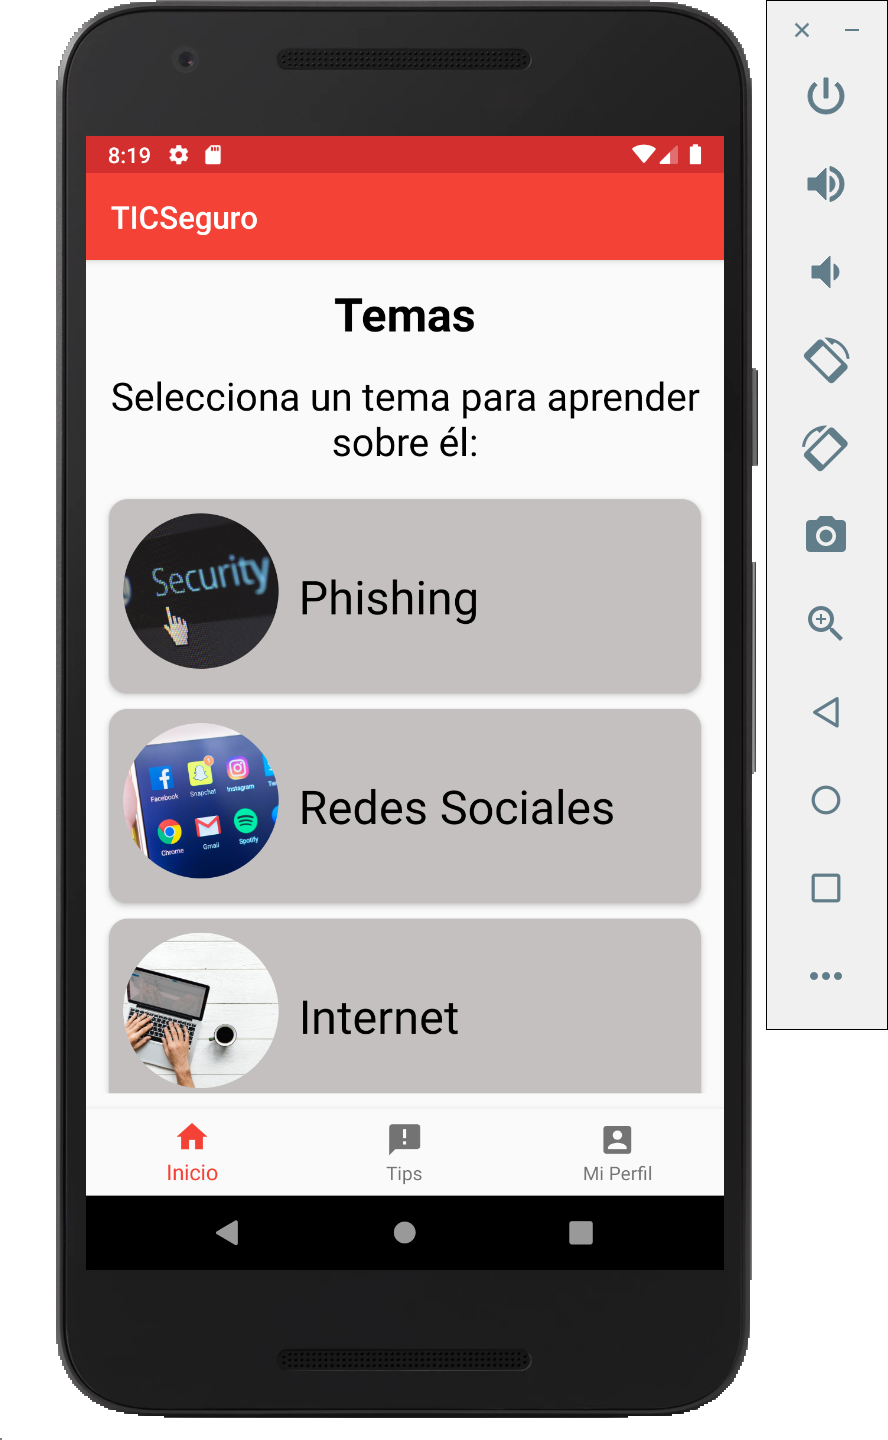 8:19
TICSeguro
Temas
Selecciona un tema para aprender
sobre él:
Security
Phishing
Facebook
Snapchat
Instagram
Chrome
Gmail
Spotify
Redes Sociales
Internet
Inicio
Tips
Mi Perfil